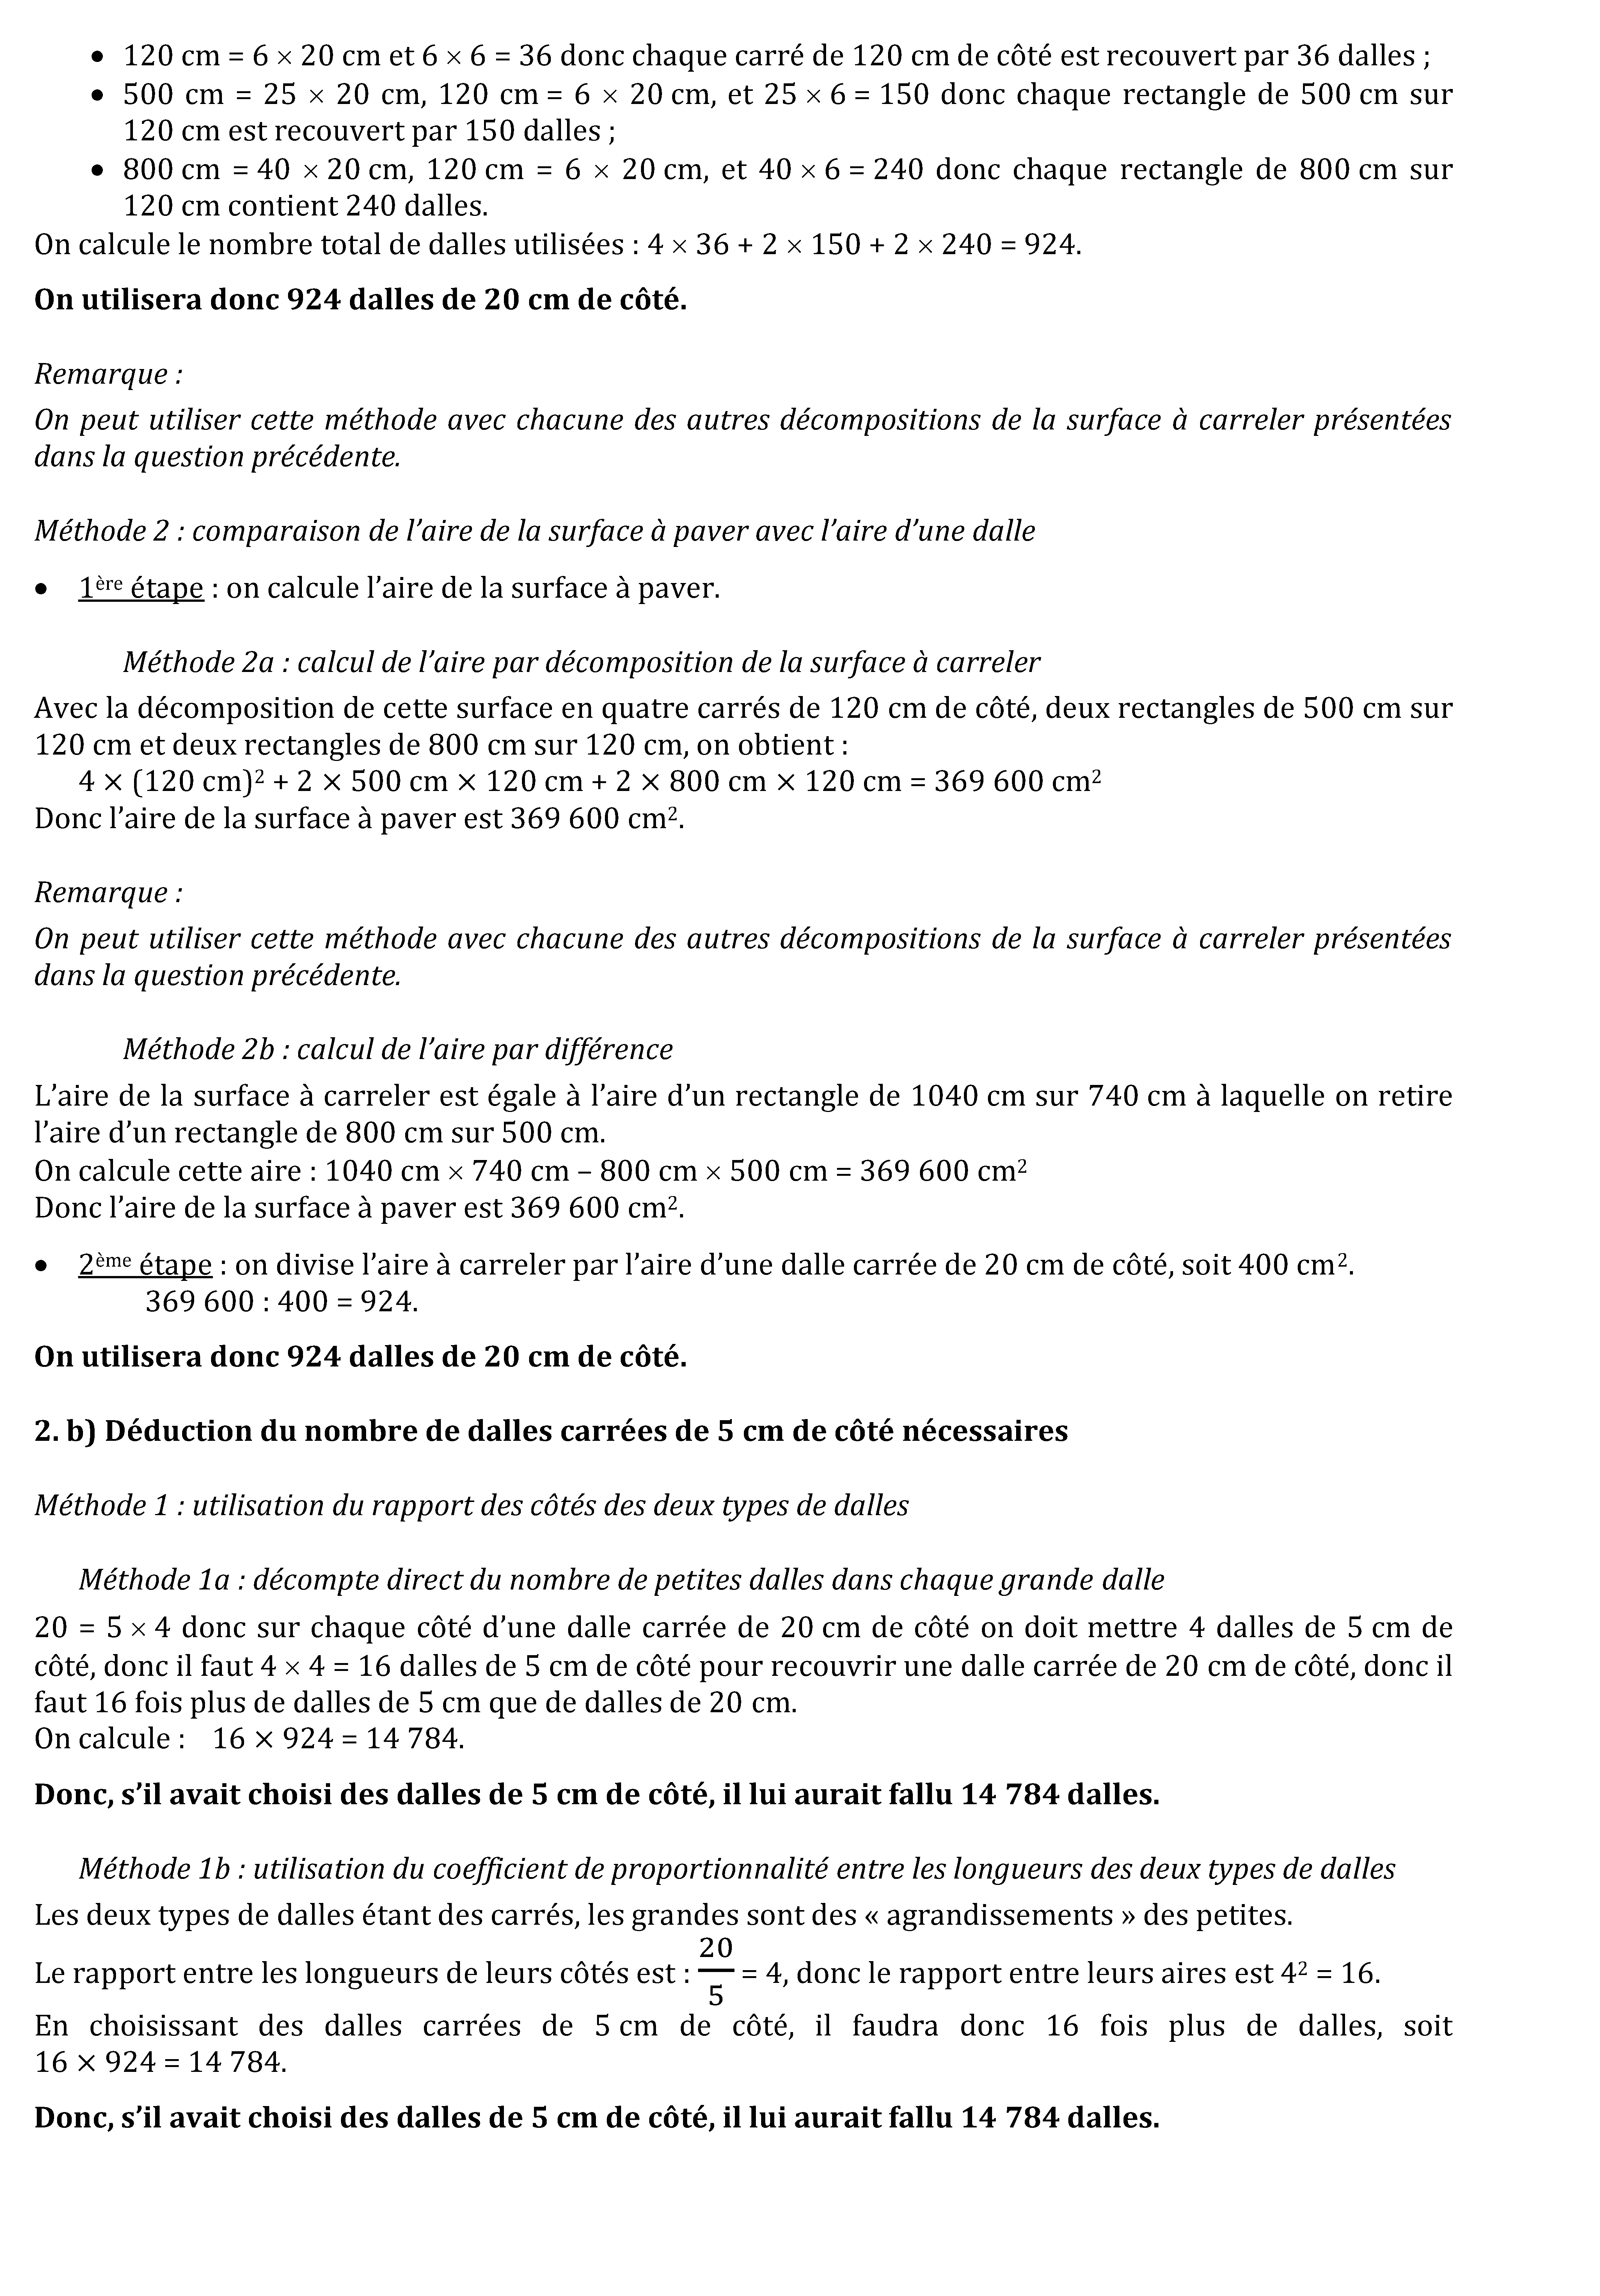 • 120 cm = 6 × 20 cm et 6 × 6 = 36 donc chaque carré de 120 cm de côté est recouvert par 36 dalles ;
• 500 cm = 25 × 20 cm, 120 cm = 6 × 20 cm, et 25 × 6 = 150 donc chaque rectangle de 500 cm sur
120 cm est recouvert par 150 dalles ;
• 800 cm = 40 × 20 cm, 120 cm = 6 × 20 cm, et 40 × 6 = 240 donc chaque rectangle de 800 cm sur
120 cm contient 240 dalles.
On calcule le nombre total de dalles utilisées : 4 × 36 + 2 × 150 + 2 × 240 = 924.
On utilisera donc 924 dalles de 20 cm de côté.
Remarque :
On peut utiliser cette méthode avec chacune des autres décompositions de la surface à carreler présentées
dans la question précédente.
Méthode 2 : comparaison de l’aire de la surface à paver avec l’aire d’une dalle
• 1ère étape : on calcule l’aire de la surface à paver.
Méthode 2a : calcul de l’aire par décomposition de la surface à carreler
Avec la décomposition de cette surface en quatre carrés de 120 cm de côté, deux rectangles de 500 cm sur
120 cm et deux rectangles de 800 cm sur 120 cm, on obtient :
4 × (120 cm)² + 2 × 500 cm × 120 cm + 2 × 800 cm × 120 cm = 369 600 cm²
Donc l’aire de la surface à paver est 369 600 cm².
Remarque :
On peut utiliser cette méthode avec chacune des autres décompositions de la surface à carreler présentées
dans la question précédente.
Méthode 2b : calcul de l’aire par différence
L’aire de la surface à carreler est égale à l’aire d’un rectangle de 1040 cm sur 740 cm à laquelle on retire
l’aire d’un rectangle de 800 cm sur 500 cm.
On calcule cette aire : 1040 cm × 740 cm – 800 cm × 500 cm = 369 600 cm²
Donc l’aire de la surface à paver est 369 600 cm².
• 2ème étape : on divise l’aire à carreler par l’aire d’une dalle carrée de 20 cm de côté, soit 400 cm².
369 600 : 400 = 924.
On utilisera donc 924 dalles de 20 cm de côté.
2. b) Déduction du nombre de dalles carrées de 5 cm de côté nécessaires
Méthode 1 : utilisation du rapport des côtés des deux types de dalles
Méthode 1a : décompte direct du nombre de petites dalles dans chaque grande dalle
20 = 5 × 4 donc sur chaque côté d’une dalle carrée de 20 cm de côté on doit mettre 4 dalles de 5 cm de
côté, donc il faut 4 × 4 = 16 dalles de 5 cm de côté pour recouvrir une dalle carrée de 20 cm de côté, donc il
faut 16 fois plus de dalles de 5 cm que de dalles de 20 cm.
On calcule : 16 × 924 = 14 784.
Donc, s’il avait choisi des dalles de 5 cm de côté, il lui aurait fallu 14 784 dalles.
Méthode 1b : utilisation du coefficient de proportionnalité entre les longueurs des deux types de dalles
Les deux types de dalles étant des carrés, les grandes sont des « agrandissements » des petites.
Le rapport entre les longueurs de leurs côtés est : 20/5 = 4, donc le rapport entre leurs aires est 4² = 16.
En choisissant des dalles carrées de 5 cm de côté, il faudra donc 16 fois plus de dalles, soit
16 × 924 = 14 784.
Donc, s’il avait choisi des dalles de 5 cm de côté, il lui aurait fallu 14 784 dalles.